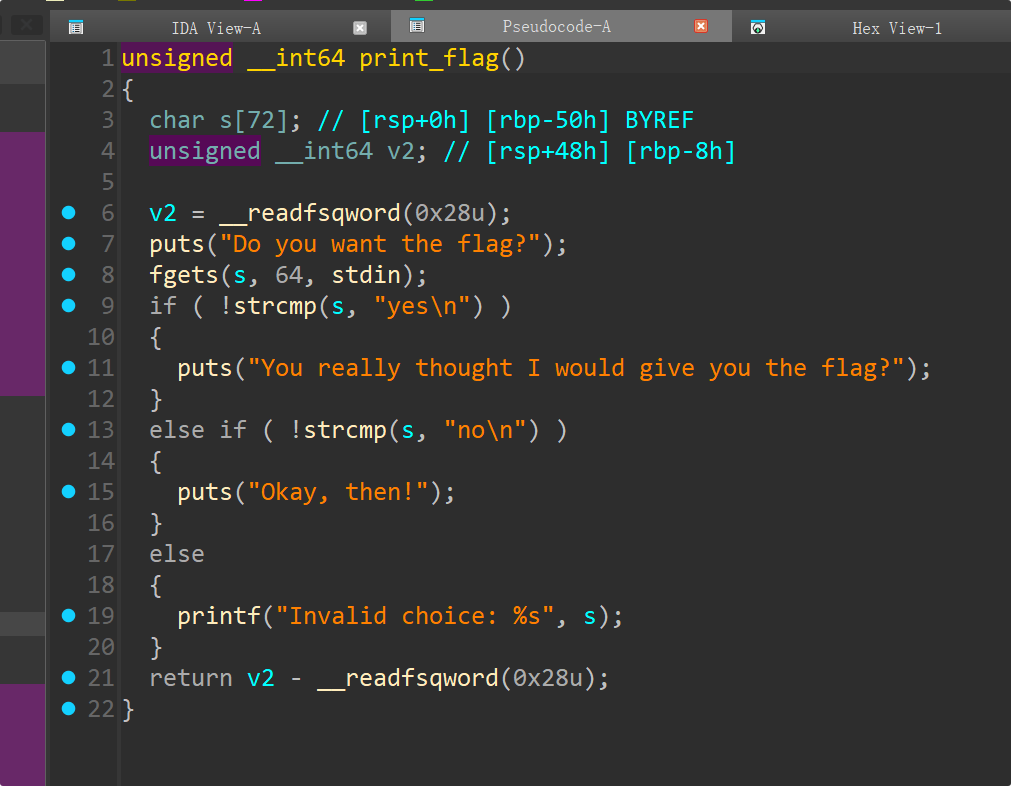 IDA View-A Pseudocode-A Hex View-1
1 unsigned __int64 print_flag()
2 {
3   char s[72]; // [rsp+0h] [rbp-50h] BYREF
4   unsigned __int64 v2; // [rsp+48h] [rbp-8h]
5
6   v2 = __readfsqword(0x28u);
7   puts("Do you want the flag?");
8   fgets(s, 64, stdin);
9   if ( !strcmp(s, "yes\n") )
10   {
11     puts("You really thought I would give you the flag?");
12   }
13   else if ( !strcmp(s, "no\n") )
14   {
15     puts("Okay, then!");
16   }
17   else
18   {
19     printf("Invalid choice: %s", s);
20   }
21   return v2 - __readfsqword(0x28u);
22 }